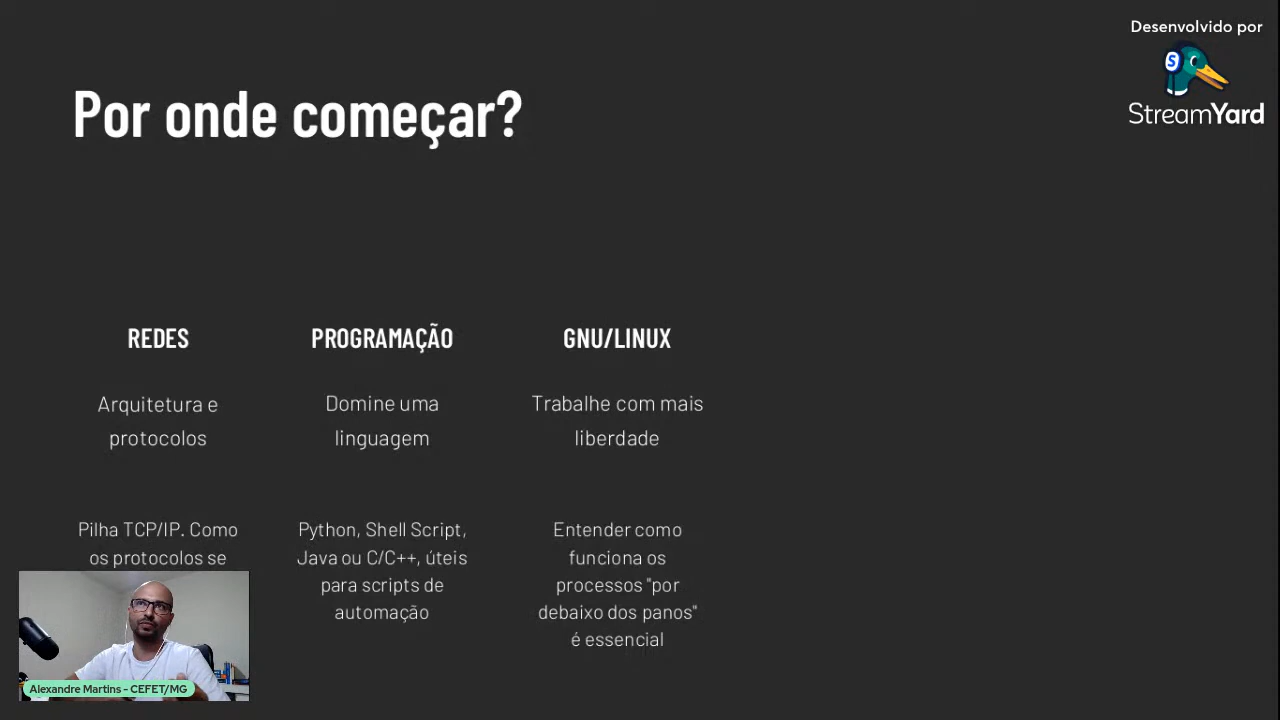 Desenvolvido por
StreamYard
Por onde começar?
REDES
Arquitetura e
protocolos
Pilha TCP/IP. Como
os protocolos se
PROGRAMAÇÃO
Domine uma
linguagem
Python, Shell Script,
Java ou C/C++, úteis
para scripts de
automação
GNU/LINUX
Trabalhe com mais
liberdade
Entender como
funciona os
processos "por
debaixo dos panos"
é essencial
Alexandre Martins - CEFET/MG